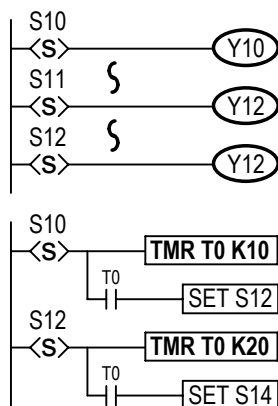 S10
S Y10
S11
S Y12
S12
S Y12
S10
S TMR T0 K10
T0
SET S12
S12
S TMR T0 K20
T0
SET S14